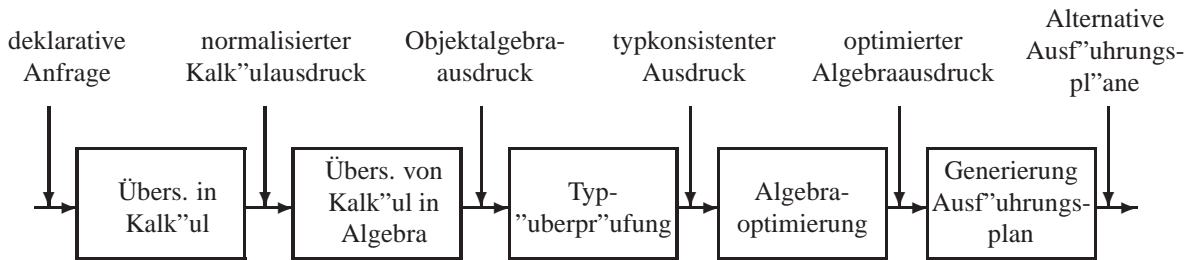 deklarative
Anfrage
normalisierter
Kalk”ulausdruck
Objektalgebra-
ausdruck
typkonsistenter
Ausdruck
optimierter
Algebraausdruck
Alternative
Ausf”uhrungs-
pl”ane
Übers. in
Kalk”ul
Übers. von
Kalk”ul in
Algebra
Typ-
”uberpr”ufung
Algebra-
optimierung
Generierung
Ausf”uhrungs-
plan